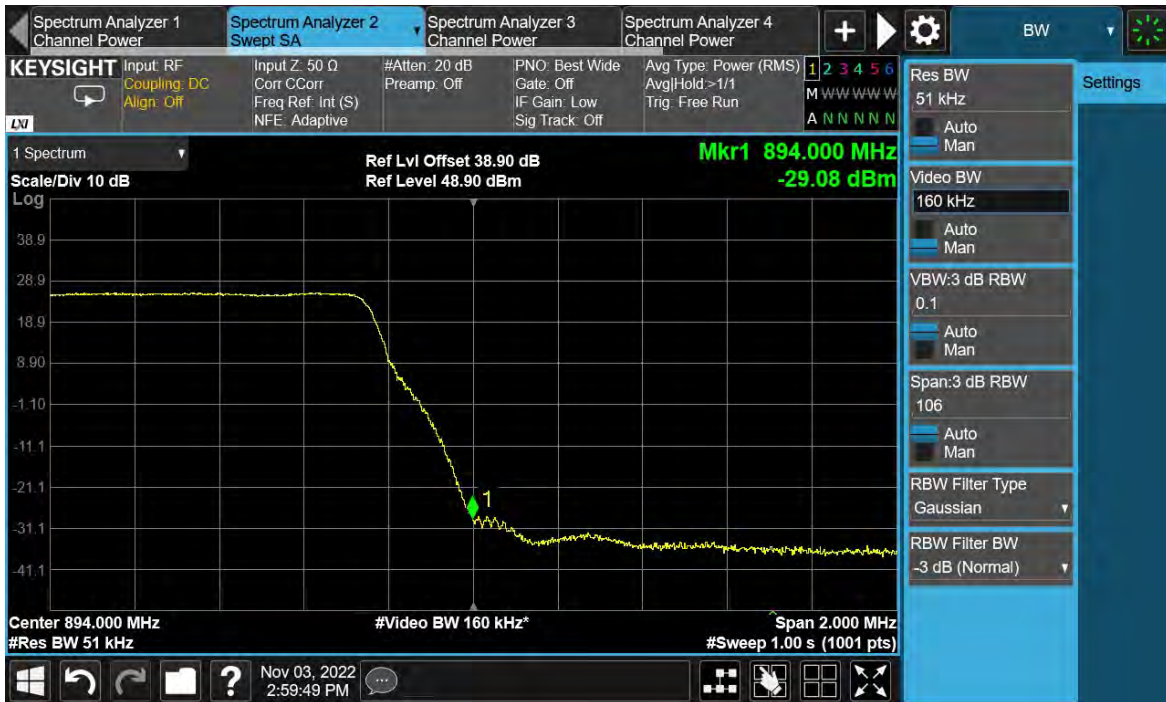 Spectrum Analyzer 1
Channel Power
Spectrum Analyzer 2
Swept SA
Spectrum Analyzer 3
Channel Power
Spectrum Analyzer 4
Channel Power
+
BW
KEYSIGHT
LXI
Input: RF
Coupling: DC
Align: Off
Input Z: 50 Ω
Corr CCorr
Freq Ref: Int (S)
NFE: Adaptive
#Atten: 20 dB
Preamp: Off
PNO: Best Wide
Gate: Off
IF Gain: Low
Sig Track: Off
Avg Type: Power (RMS)
Avg|Hold:>1/1
Trig: Free Run
1 2 3 4 5 6
M W W W W W
A N N N N N
1 Spectrum
Scale/Div 10 dB
Log
Ref Lvl Offset 38.90 dB
Ref Level 48.90 dBm
Mkr1 894.000 MHz
-29.08 dBm
38.9
28.9
18.9
8.90
-1.10
-11.1
-21.1
-31.1
-41.1
1
Center 894.000 MHz
#Res BW 51 kHz
#Video BW 160 kHz*
Span 2.000 MHz
#Sweep 1.00 s (1001 pts)
?
Nov 03, 2022
2:59:49 PM
Settings
Res BW
51 kHz
Auto
Man
Video BW
160 kHz
Auto
Man
VBW:3 dB RBW
0.1
Auto
Man
Span:3 dB RBW
106
Auto
Man
RBW Filter Type
Gaussian
RBW Filter BW
-3 dB (Normal)